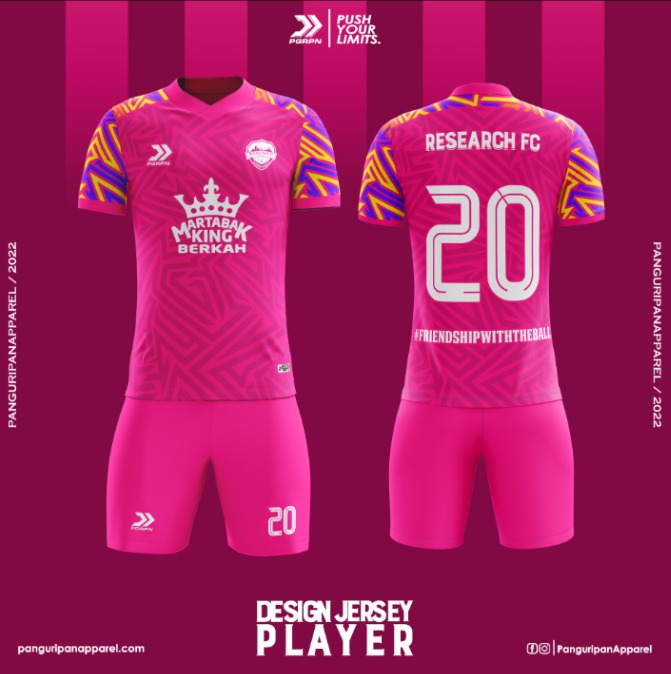 PGRPN
PUSH
YOUR
LIMITS.
PGRPN
MARTABAK
KING
BERKAH
RESEARCH FC
20
#FRIENDSHIPWITHTHEBALL
PGRPN
20
PANGURIPANAPPAREL / 2022
PANGURIPANAPPAREL / 2022
DESIGN JERSEY
PLAYER
panguripanapparel.com
PanguripanApparel